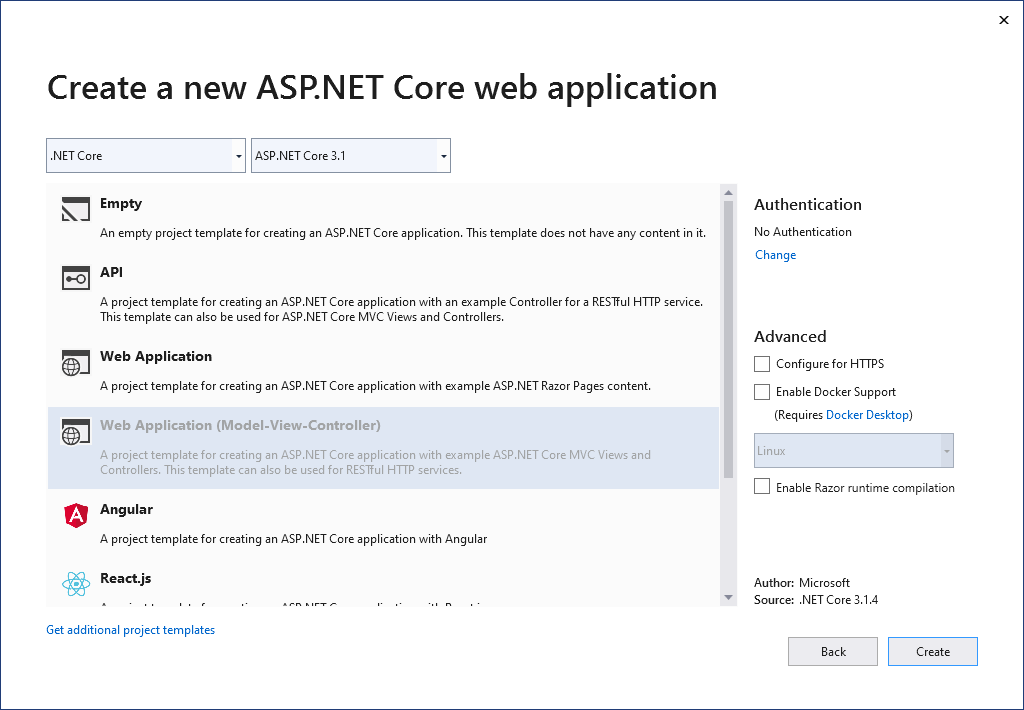 Create a new ASP.NET Core web application
.NET Core
ASP.NET Core 3.1
Empty
An empty project template for creating an ASP.NET Core application. This template does not have any content in it.
API
A project template for creating an ASP.NET Core application with an example Controller for a RESTful HTTP service.
This template can also be used for ASP.NET Core MVC Views and Controllers.
Web Application
A project template for creating an ASP.NET Core application with example ASP.NET Razor Pages content.
Web Application (Model-View-Controller)
A project template for creating an ASP.NET Core application with example ASP.NET Core MVC Views and
Controllers. This template can also be used for RESTful HTTP services.
Angular
A project template for creating an ASP.NET Core application with Angular
React.js
Get additional project templates
Authentication
No Authentication
Change
Advanced
Configure for HTTPS
Enable Docker Support
(Requires Docker Desktop)
Linux
Enable Razor runtime compilation
Author: Microsoft
Source: .NET Core 3.1.4
Back
Create